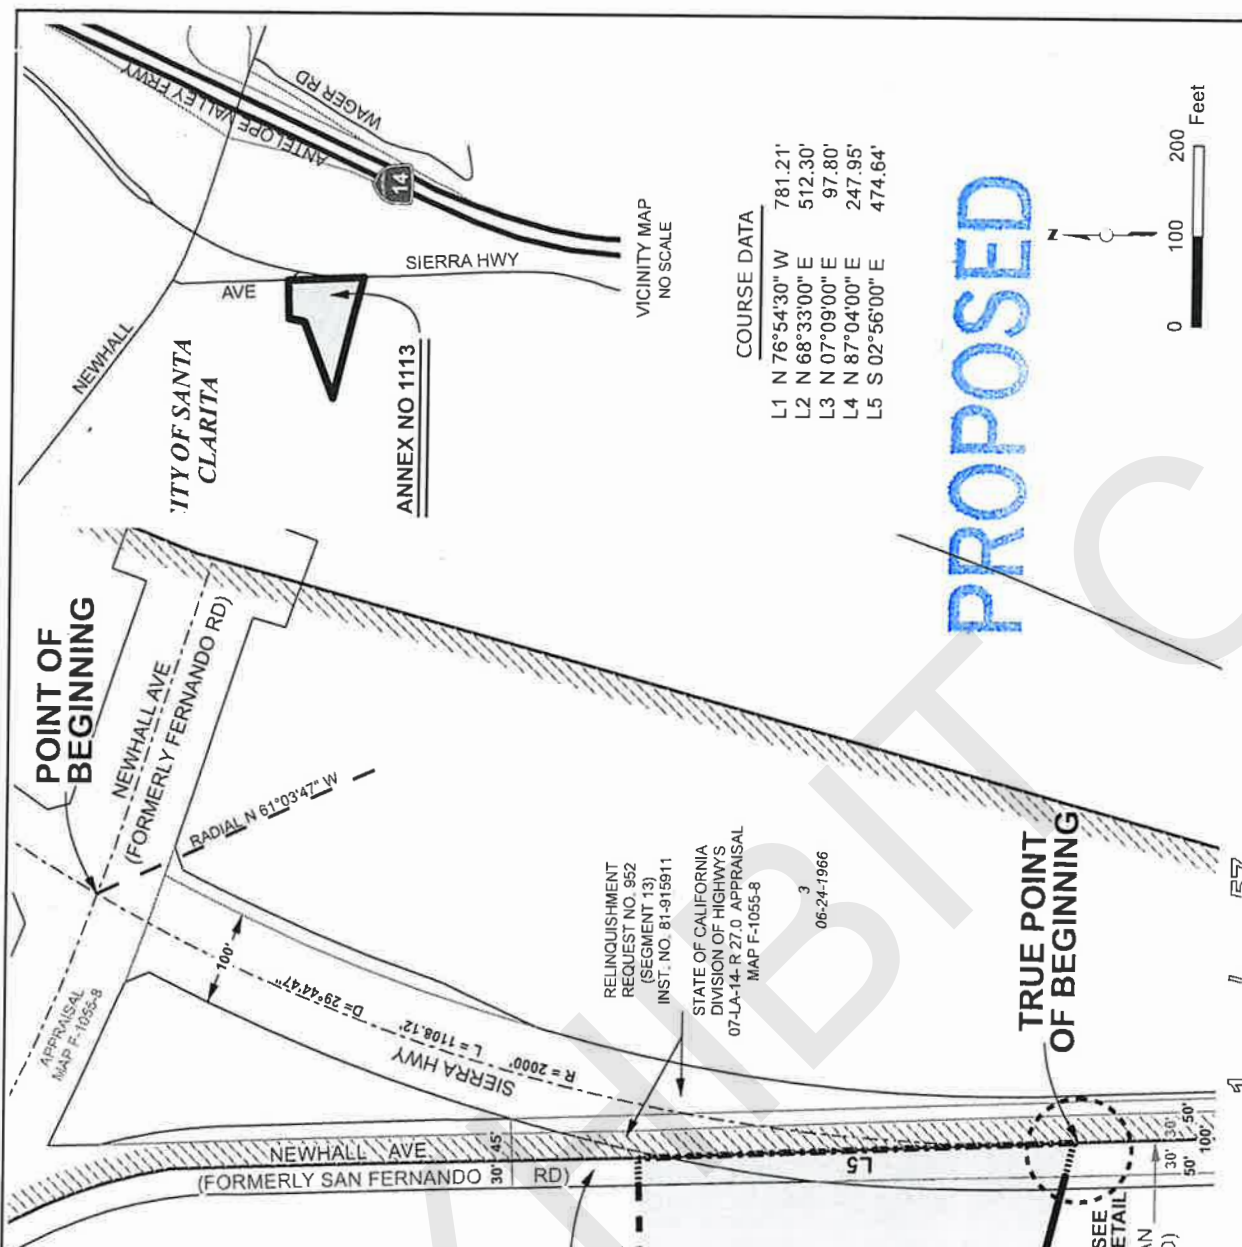 ANTELOPE VALLEY FRWY
WAGER RD
14
SIERRA HWY
AVE
NEWHALL
ITY OF SANTA
CLARITA
ANNEX NO 1113
VICINITY MAP
NO SCALE
COURSE DATA
L1 N 76°54'30" W 781.21'
L2 N 68°33'00" E 512.30'
L3 N 07°09'00" E 97.80'
L4 N 87°04'00" E 247.95'
L5 S 02°56'00" E 474.64'
PROPOSED
z
0 100 200
Feet
POINT OF
BEGINNING
NEWHALL AVE
(FORMERLY FERNANDO RD)
RADIAL N 61°03'47" W
APPRAISAL
MAP F-1055-8
100'
D= 29°44'47"
L = 1108.12'
R = 2000'
SIERRA HWY
RELINQUISHMENT
REQUEST NO. 952
(SEGMENT 13)
INST. NO. 81-915911
STATE OF CALIFORNIA
DIVISION OF HIGHWYS
07-LA-14- R 27.0 APPRAISAL
MAP F-1055-8
3
06-24-1966
TRUE POINT
OF BEGINNING
NEWHALL AVE
(FORMERLY SAN FERNANDO RD)
30' 45'
L5
30' 30'
50' 50'
100'
SEE
ETAIL
AN
D)
HIBIT C